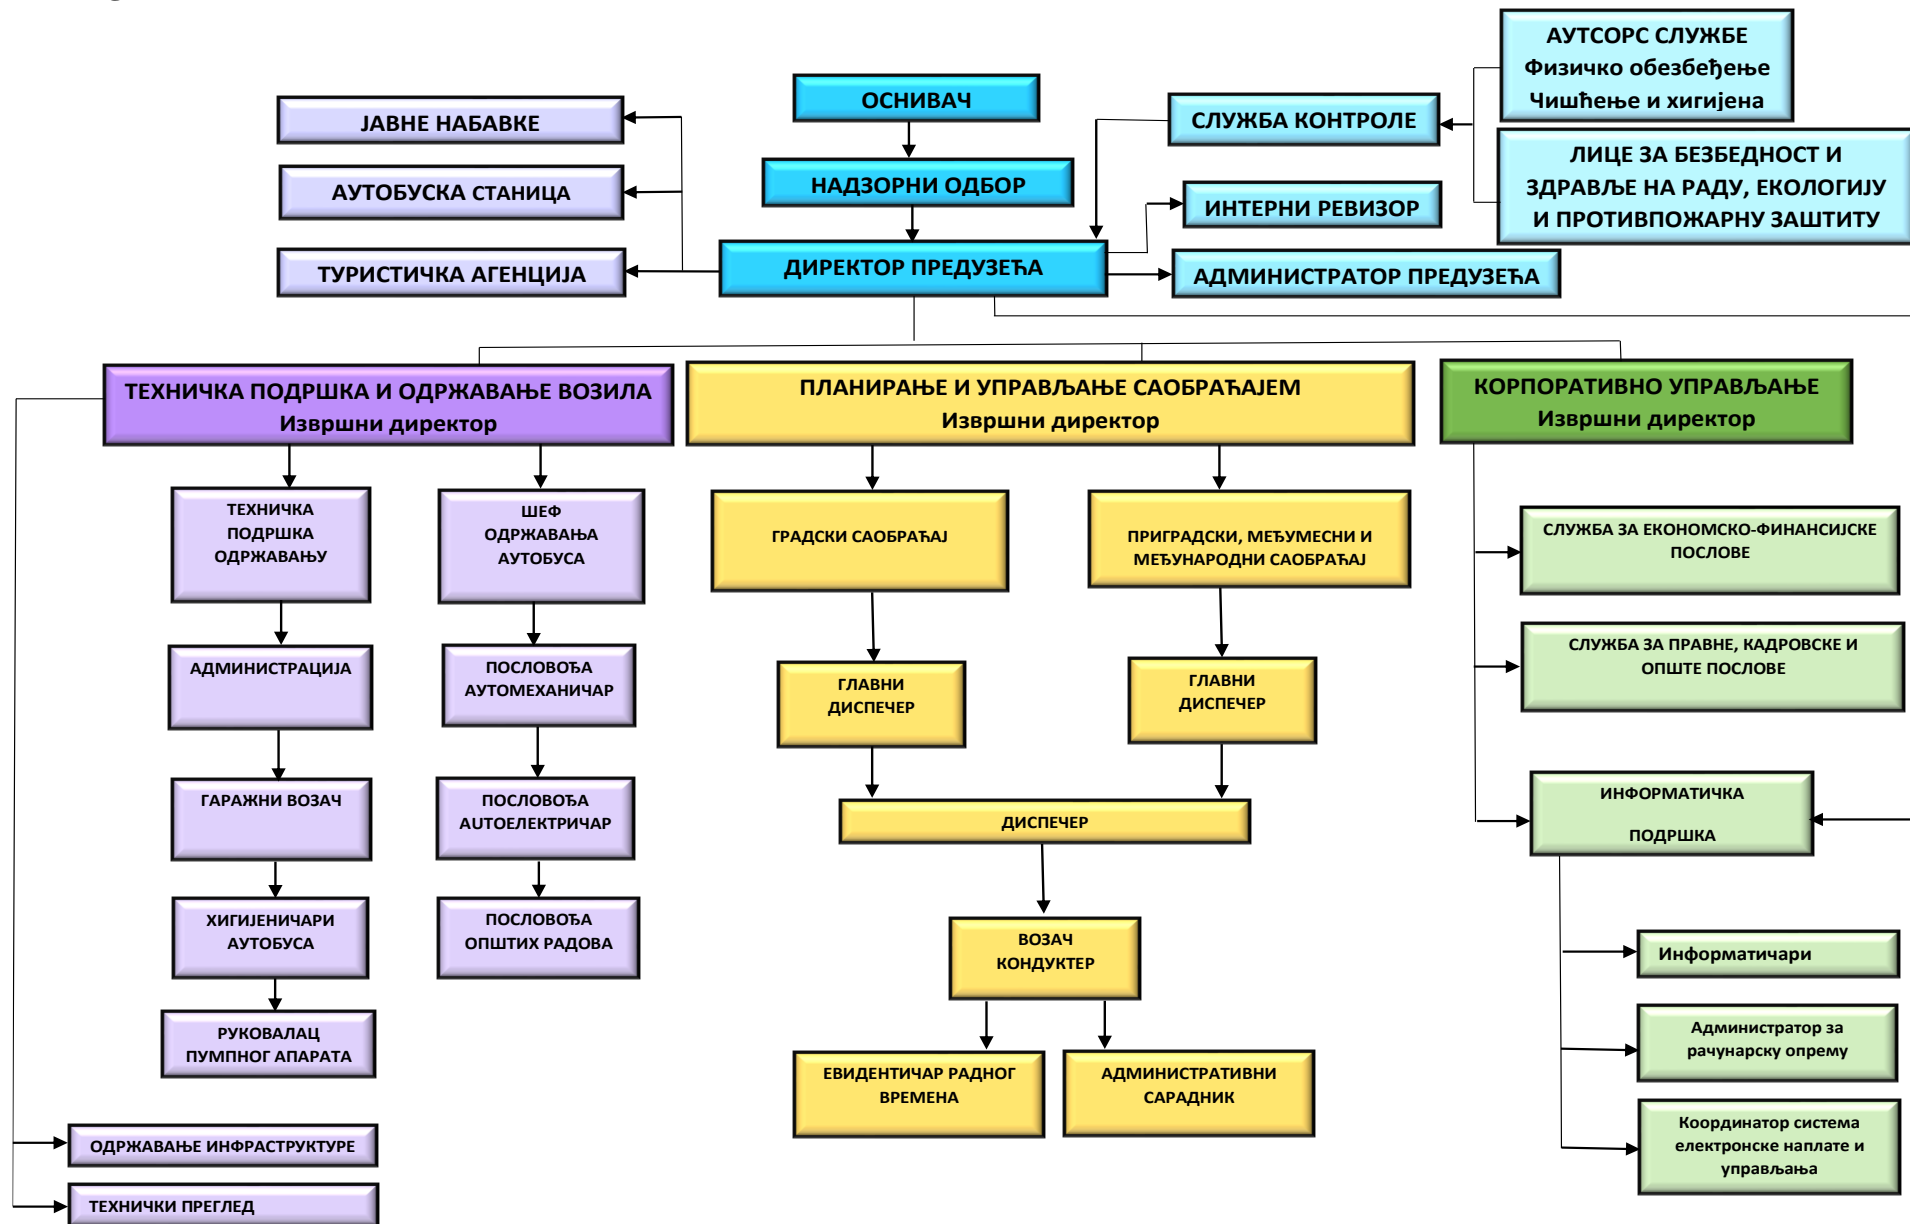 АУТСОРС СЛУЖБЕ
Физичко обезбеђење
Чишћење и хигијена
ОСНИВАЧ
ЈАВНЕ НАБАВКЕ
СЛУЖБА КОНТРОЛЕ
ЛИЦЕ ЗА БЕЗБЕДНОСТ И
ЗДРАВЉЕ НА РАДУ, ЕКОЛОГИЈУ
И ПРОТИВПОЖАРНУ ЗАШТИТУ
НАДЗОРНИ ОДБОР
АУТОБУСКА СТАНИЦА
ИНТЕРНИ РЕВИЗОР
ДИРЕКТОР ПРЕДУЗЕЋА
ТУРИСТИЧКА АГЕНЦИЈА
АДМИНИСТРАТОР ПРЕДУЗЕЋА
ТЕХНИЧКА ПОДРШКА И ОДРЖАВАЊЕ ВОЗИЛА
Извршни директор
ПЛАНИРАЊЕ И УПРАВЉАЊЕ САОБРАЋАЈЕМ
Извршни директор
КОРПОРАТИВНО УПРАВЉАЊЕ
Извршни директор
ТЕХНИЧКА
ПОДРШКА
ОДРЖАВАЊУ
ШЕФ
ОДРЖАВАЊА
АУТОБУСА
ГРАДСКИ САОБРАЋАЈ
ПРИГРАДСКИ, МЕЂУМЕСНИ И
МЕЂУНАРОДНИ САОБРАЋАЈ
СЛУЖБА ЗА ЕКОНОМСКО-ФИНАНСИЈСКЕ
ПОСЛОВЕ
АДМИНИСТРАЦИЈА
ПОСЛОВОЂА
АУТОМЕХАНИЧАР
ГЛАВНИ
ДИСПЕЧЕР
ГЛАВНИ
ДИСПЕЧЕР
СЛУЖБА ЗА ПРАВНЕ, КАДРОВСКЕ И
ОПШТЕ ПОСЛОВЕ
ГАРАЖНИ ВОЗАЧ
ПОСЛОВОЂА
AUTOЕЛЕКТРИЧАР
ДИСПЕЧЕР
ИНФОРМАТИЧКА
ПОДРШКА
ХИГИЈЕНИЧАРИ
АУТОБУСА
ПОСЛОВОЂА
ОПШТИХ РАДОВА
ВОЗАЧ
КОНДУКТЕР
Информатичари
РУКОВАЛАЦ
ПУМПНОГ АПАРАТА
ЕВИДЕНТИЧАР РАДНОГ
ВРЕМЕНА
АДМИНИСТРАТИВНИ
САРАДНИК
Администратор за
рачунарску опрему
ОДРЖАВАЊЕ ИНФРАСТРУКТУРЕ
Координатор система
електронске наплате и
управљања
ТЕХНИЧКИ ПРЕГЛЕД